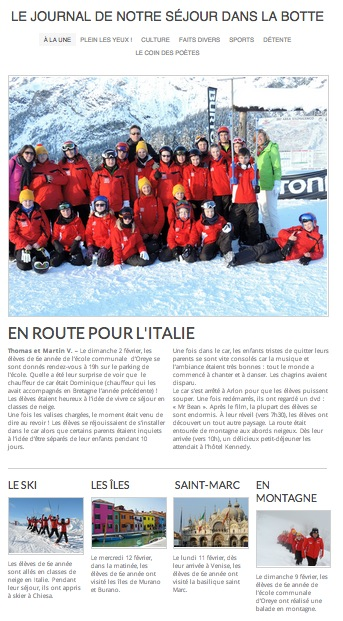 LE JOURNAL DE NOTRE SÉJOUR DANS LA BOTTE
À LA UNE PLEIN LES YEUX ! CULTURE FAITS DIVERS SPORTS DÉTENTE
LE COIN DES POÈTES
EN ROUTE POUR L'ITALIE
Thomas et Martin V. – Le dimanche 2 février, les
élèves de 6e année de l'école communale d'Oreye se
sont donnés rendez-vous à 19h sur le parking de
l'école. Quelle a été leur surprise de voir que le
chauffeur de car était Dominique (chauffeur qui les
avait accompagnés en Bretagne l'année précédente) !
Les élèves étaient heureux à l'idée de vivre ce séjour en
classes de neige.
Une fois les valises chargées, le moment était venu de
dire au revoir ! Les élèves se réjouissaient de s'installer
dans le car alors que certains parents étaient inquiets
à l'idée d'être séparés de leur enfants pendant 10
jours.
Une fois dans le car, les enfants tristes de quitter leurs
parents se sont vite consolés car la musique et
l'ambiance étaient très bonnes : tout le monde a
commencé à chanter et à danser. Les chagrins avaient
disparu.
Le car s'est arrêté à Arlon pour que les élèves puissent
souper. Une fois redémarrés, ils ont regardé un dvd :
« Mr Bean ». Après le film, la plupart des élèves se
sont endormis. À leur réveil (vers 7h30), les élèves ont
découvert un tout autre paysage. La route était
entourée de montagne aux abords neigeux. Dès leur
arrivée (vers 10h), un délicieux petit-déjeuner les
attendait à l'hôtel Kennedy.
LE SKI
Les élèves de 6e année
sont allés en classes de
neige en Italie. Pendant
leur séjour, ils ont appris
à skier à Chiesa.
LES ÎLES
Le mercredi 12 février,
dans la matinée, les
élèves de 6e année ont
visité les îles de Murano
et Burano.
SAINT-MARC
Le lundi 11 février, dès
leur arrivée à Venise, les
élèves de 6e année ont
visité la basilique saint
Marc.
EN
MONTAGNE
Le dimanche 9 février, les
élèves de 6e année de
l'école communale
d'Oreye ont réalisé une
balade en montagne.